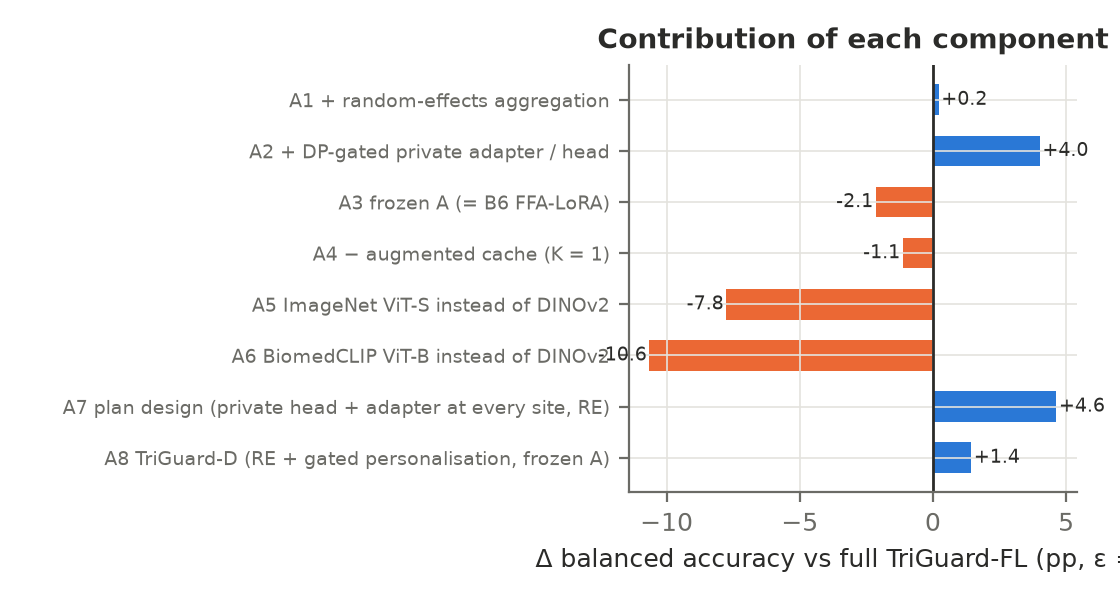 Contribution of each component
A1 + random-effects aggregation
+0.2
A2 + DP-gated private adapter / head
+4.0
A3 frozen A (= B6 FFA-LoRA)
-2.1
A4 − augmented cache (K = 1)
-1.1
A5 ImageNet ViT-S instead of DINOv2
-7.8
A6 BiomedCLIP ViT-B instead of DINOv2
-10.6
A7 plan design (private head + adapter at every site, RE)
+4.6
A8 TriGuard-D (RE + gated personalisation, frozen A)
+1.4
−10 −5 0 5
Δ balanced accuracy vs full TriGuard-FL (pp, ε =